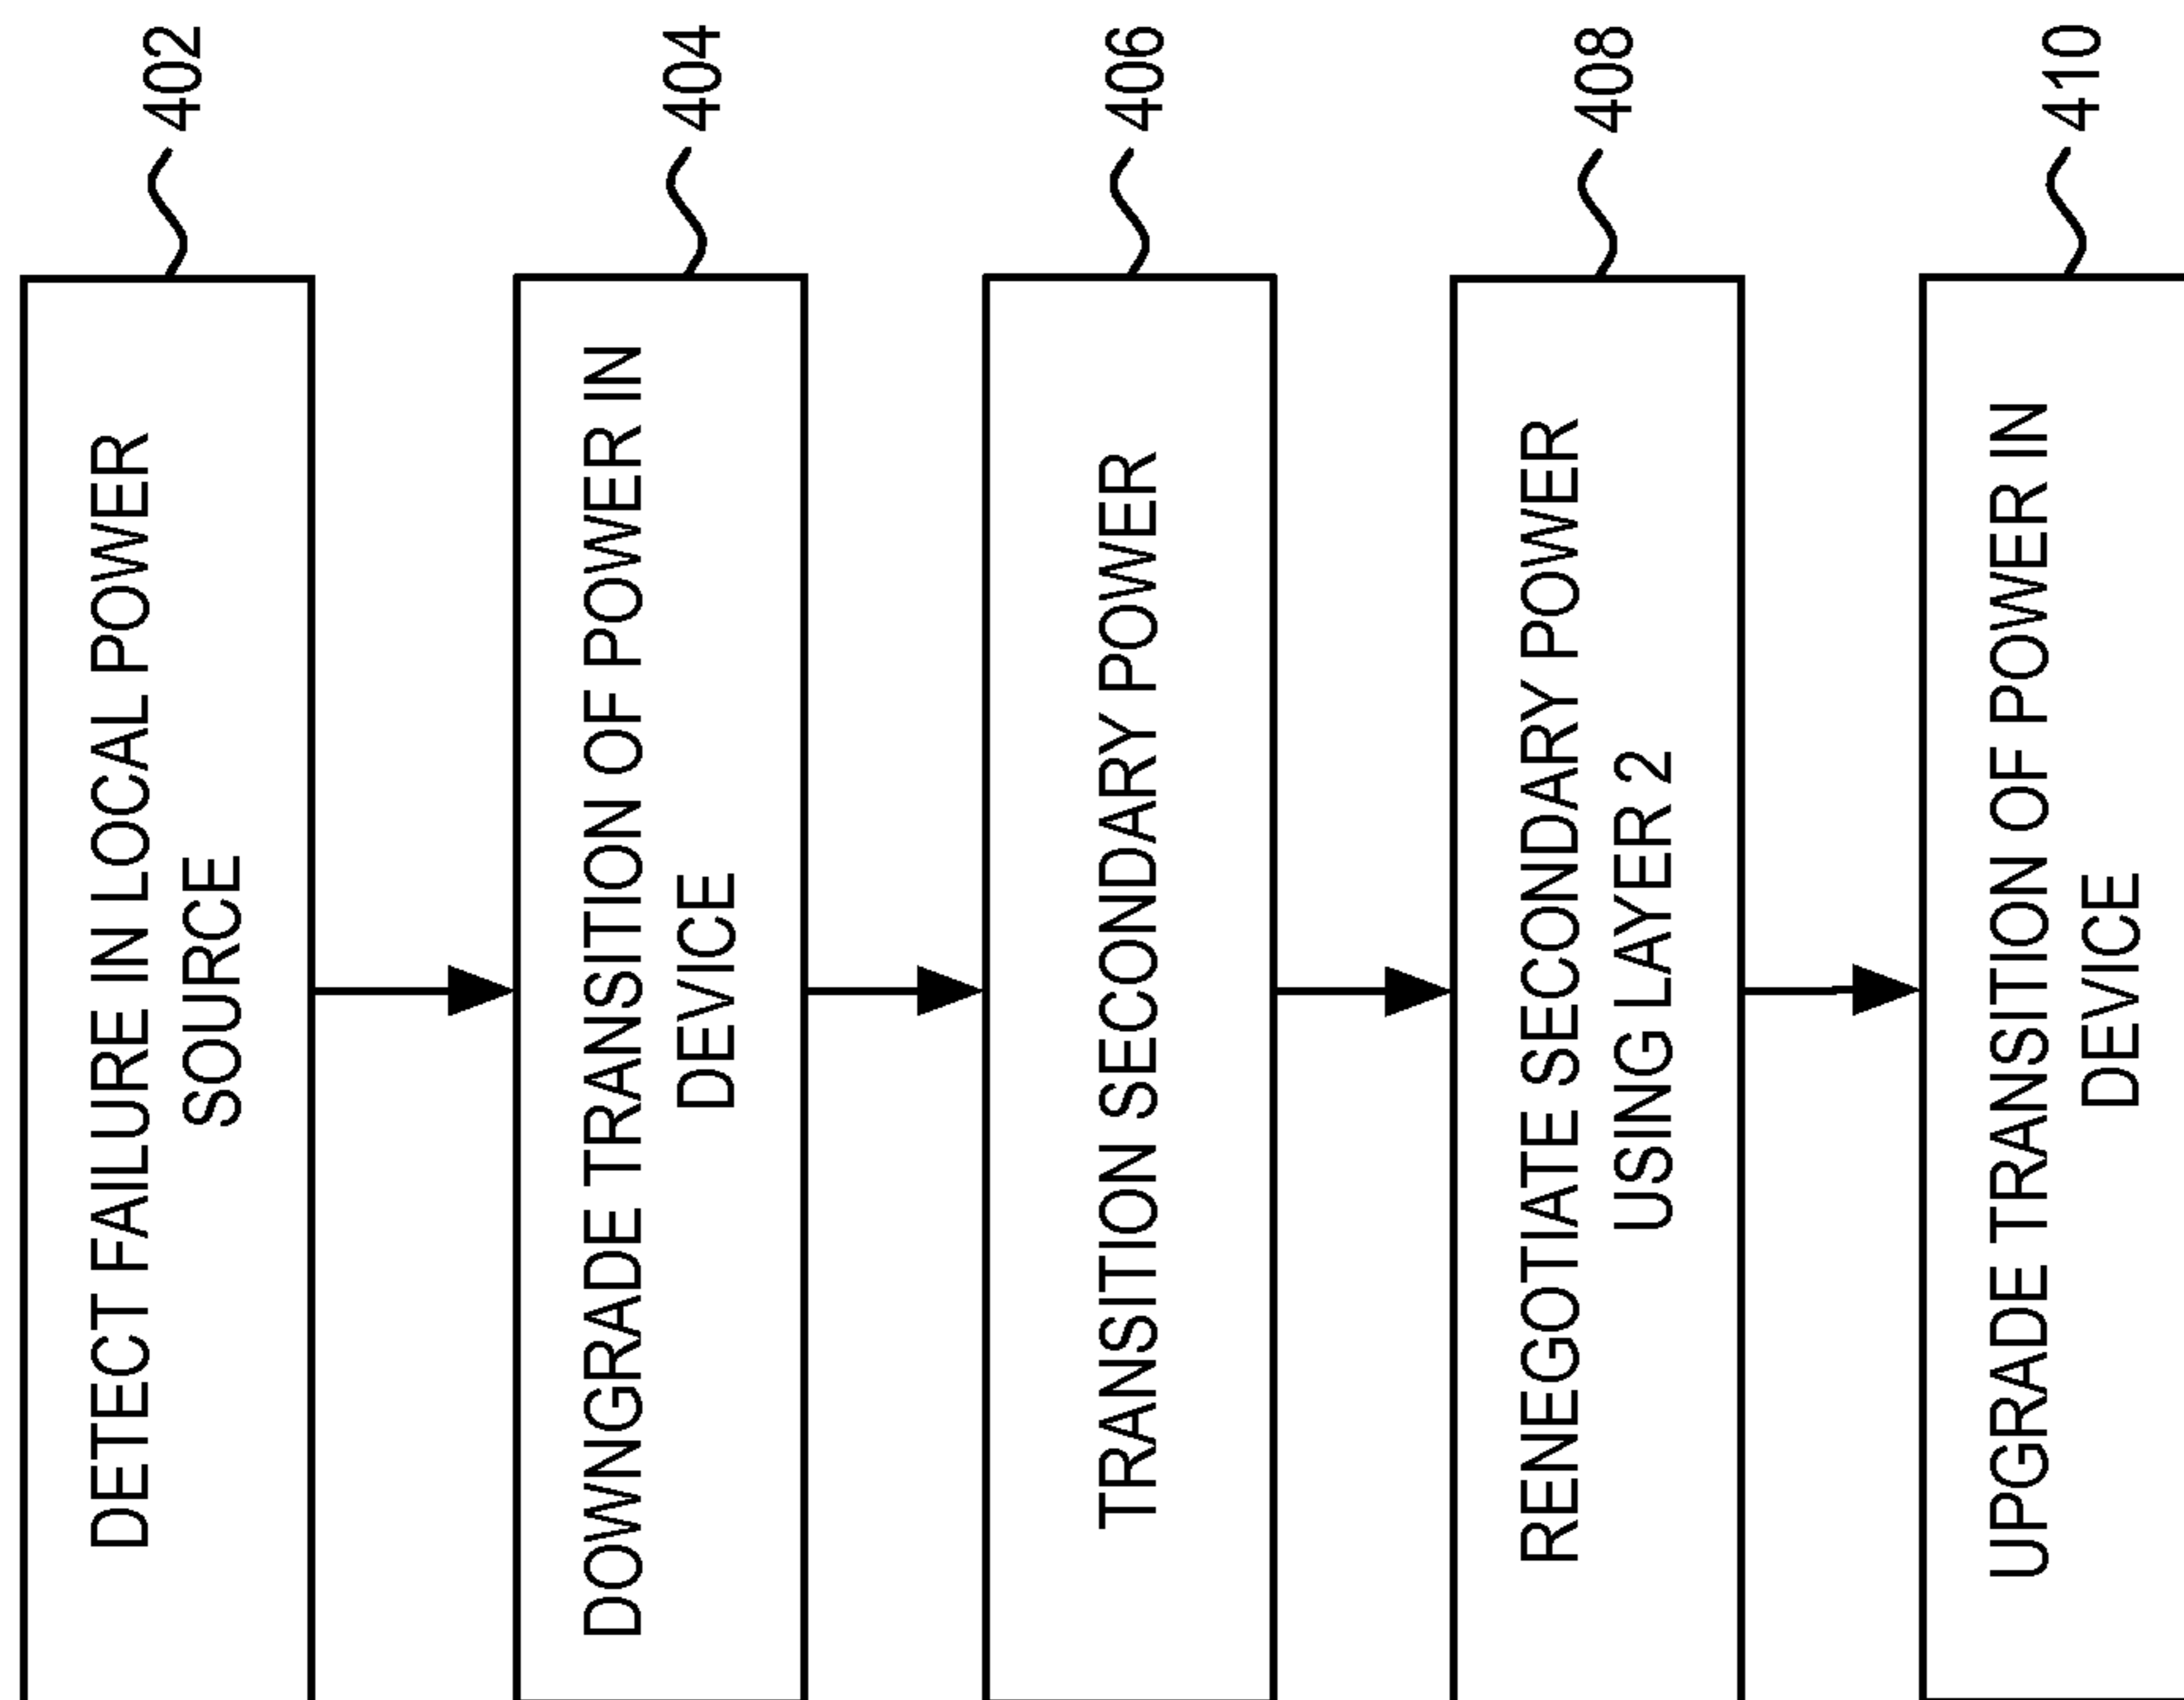 DETECT FAILURE IN LOCAL POWER
SOURCE
402
DOWNGRADE TRANSITION OF POWER IN
DEVICE
404
TRANSITION SECONDARY POWER
406
RENEGOTIATE SECONDARY POWER
USING LAYER 2
408
UPGRADE TRANSITION OF POWER IN
DEVICE
410